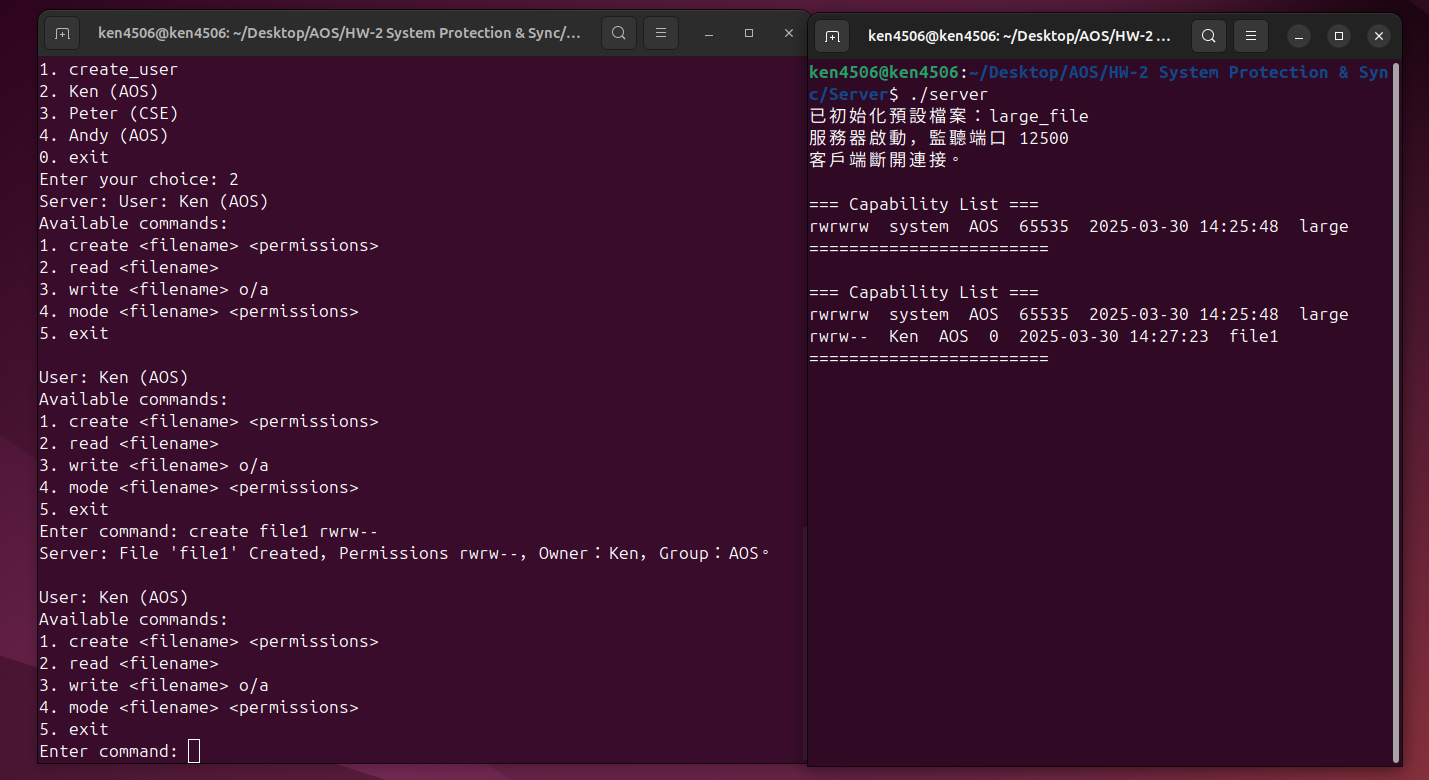 ken4506@ken4506: ~/Desktop/AOS/HW-2 System Protection & Sync/...
1. create_user
2. Ken (AOS)
3. Peter (CSE)
4. Andy (AOS)
0. exit
Enter your choice: 2
Server: User: Ken (AOS)
Available commands:
1. create <filename> <permissions>
2. read <filename>
3. write <filename> o/a
4. mode <filename> <permissions>
5. exit

User: Ken (AOS)
Available commands:
1. create <filename> <permissions>
2. read <filename>
3. write <filename> o/a
4. mode <filename> <permissions>
5. exit
Enter command: create file1 rwrw--
Server: File 'file1' Created, Permissions rwrw--, Owner：Ken, Group：AOS。

User: Ken (AOS)
Available commands:
1. create <filename> <permissions>
2. read <filename>
3. write <filename> o/a
4. mode <filename> <permissions>
5. exit
Enter command:
ken4506@ken4506: ~/Desktop/AOS/HW-2 ...
ken4506@ken4506:~/Desktop/AOS/HW-2 System Protection & Syn
c/Server$ ./server
已初始化預設檔案：large_file
服務器啟動，監聽端口 12500
客戶端斷開連接。

=== Capability List ===
rwrwrw  system  AOS  65535  2025-03-30 14:25:48  large
========================

=== Capability List ===
rwrwrw  system  AOS  65535  2025-03-30 14:25:48  large
rwrw--  Ken  AOS  0  2025-03-30 14:27:23  file1
========================